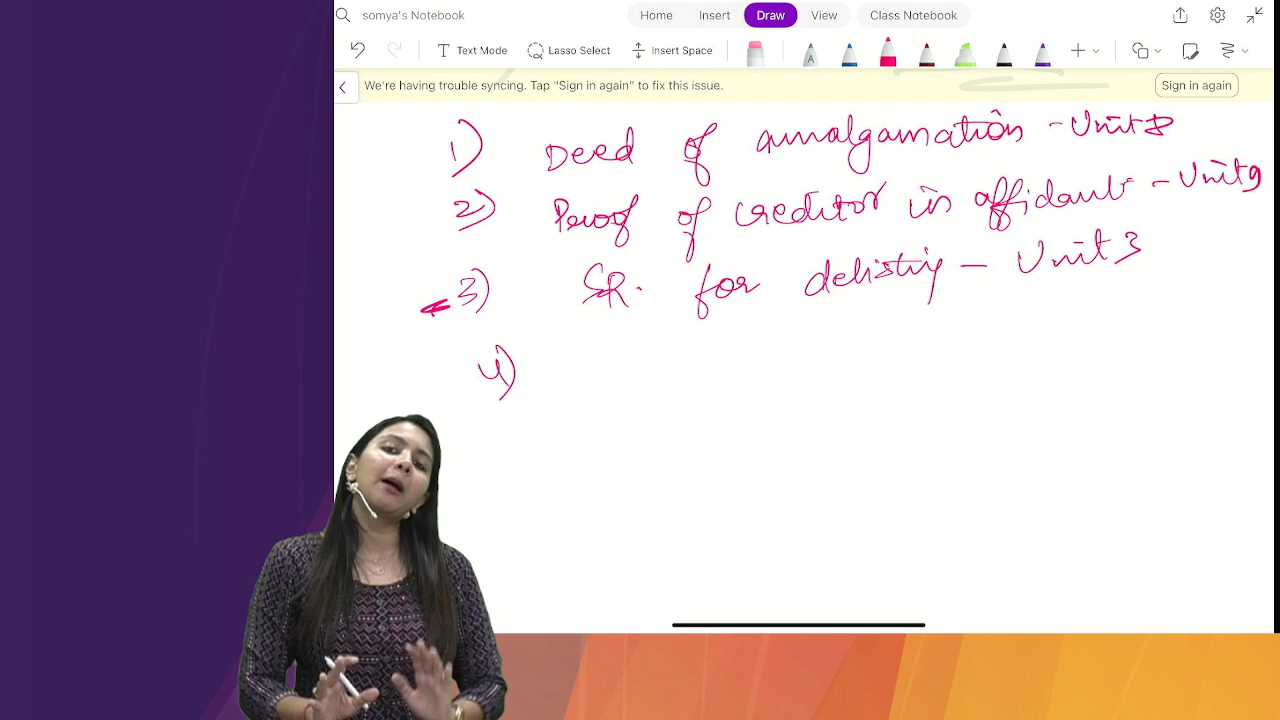 somya's Notebook
Home Insert Draw View Class Notebook
T Text Mode Lasso Select Insert Space A
We're having trouble syncing. Tap "Sign in again" to fix this issue. Sign in again
1) Deed of amalgamation - Unit 8
2) Proof of creditor in affidavit - Unit 9
3) SR. for delisting - Unit 3
4)